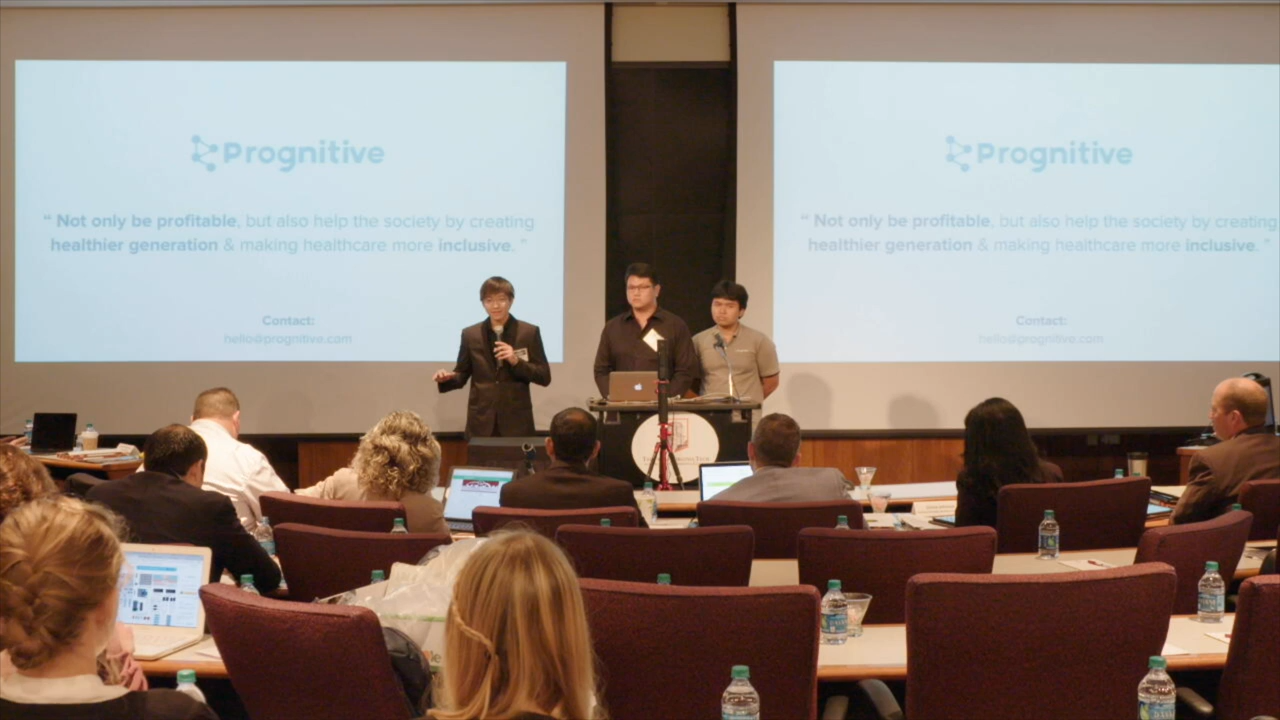 Prognitive
“ Not only be profitable, but also help the society by creating
healthier generation & making healthcare more inclusive. ”
Contact:
hello@prognitive.com
Prognitive
“ Not only be profitable, but also help the society by creating
healthier generation & making healthcare more inclusive. ”
Contact:
hello@prognitive.com